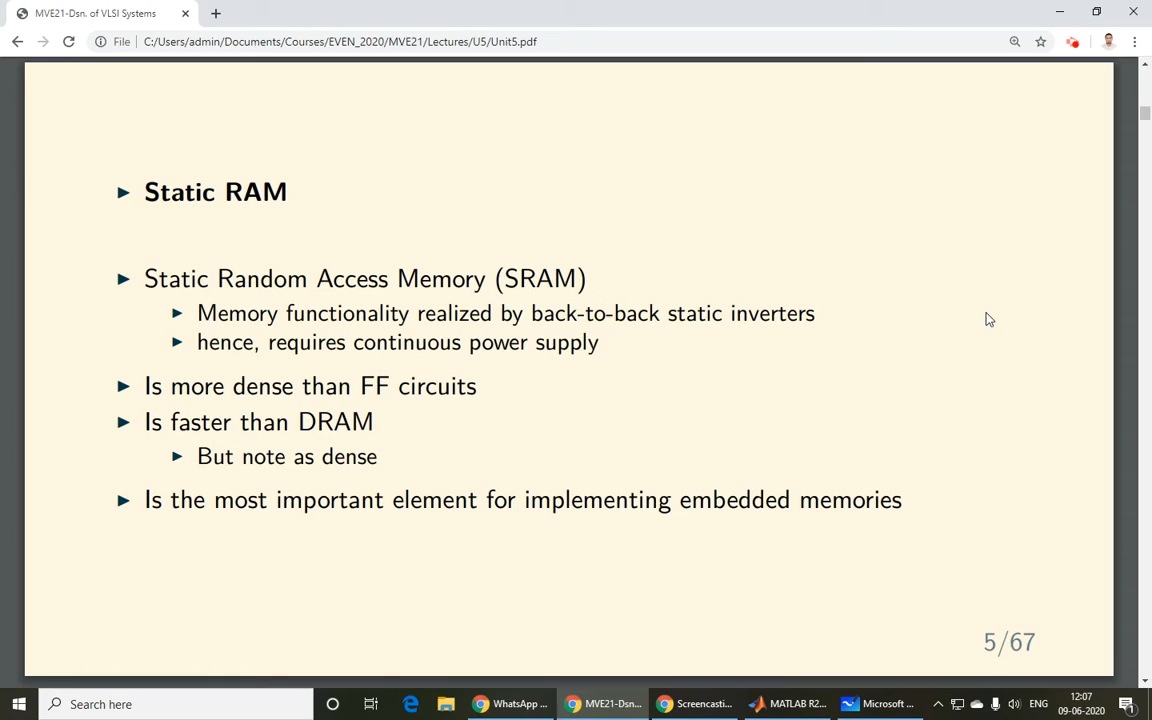 MVE21-Dsn. of VLSI Systems
File C:/Users/admin/Documents/Courses/EVEN_2020/MVE21/Lectures/U5/Unit5.pdf
Static RAM
Static Random Access Memory (SRAM)
Memory functionality realized by back-to-back static inverters
hence, requires continuous power supply
Is more dense than FF circuits
Is faster than DRAM
But note as dense
Is the most important element for implementing embedded memories
5/67
Search here
WhatsApp ...
MVE21-Dsn...
Screencasti...
MATLAB R2...
Microsoft ...
ENG
12:07
09-06-2020
1